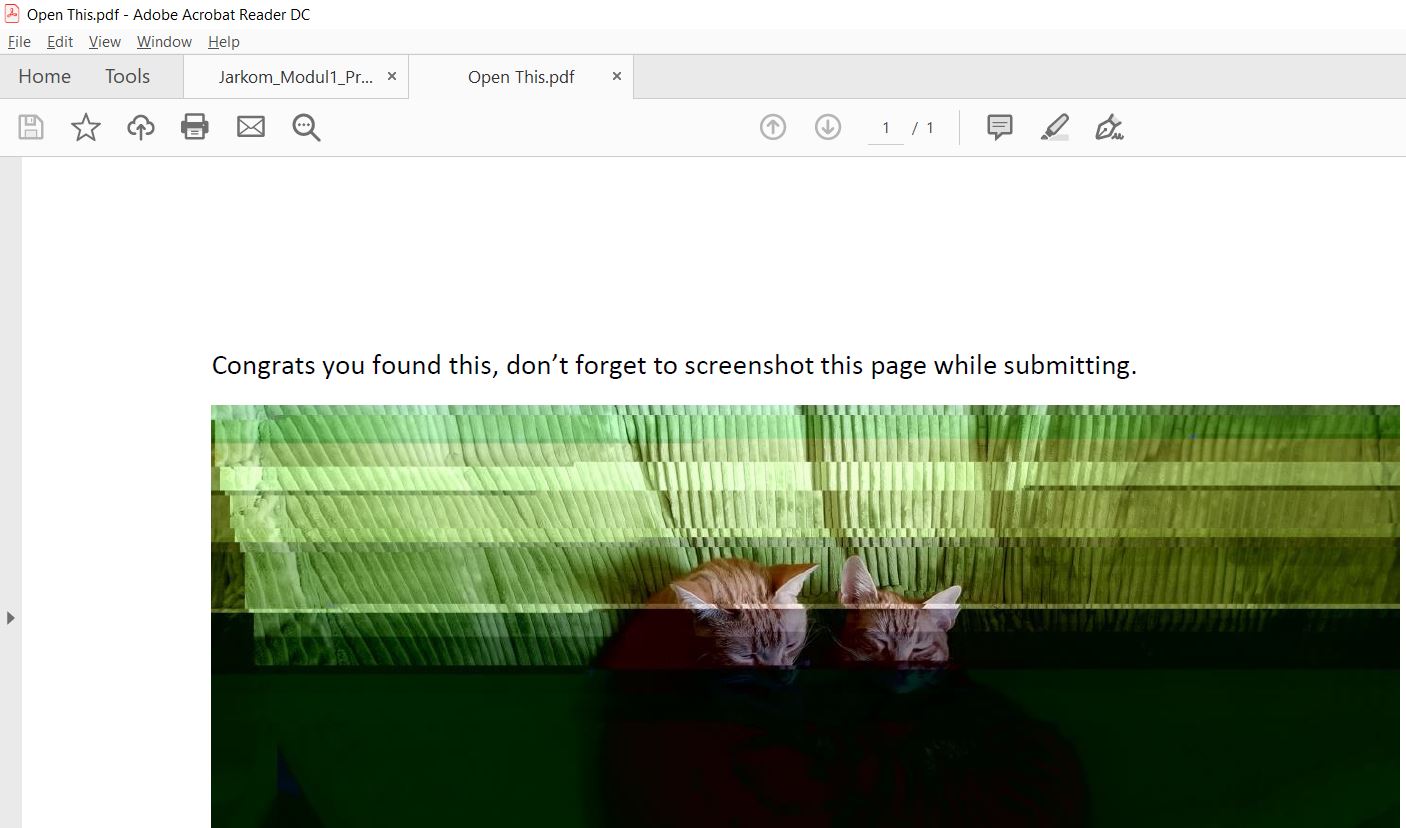 Open This.pdf - Adobe Acrobat Reader DC
File Edit View Window Help
Home Tools Jarkom_Modul1_Pr... × Open This.pdf ×
1 / 1
Congrats you found this, don’t forget to screenshot this page while submitting.